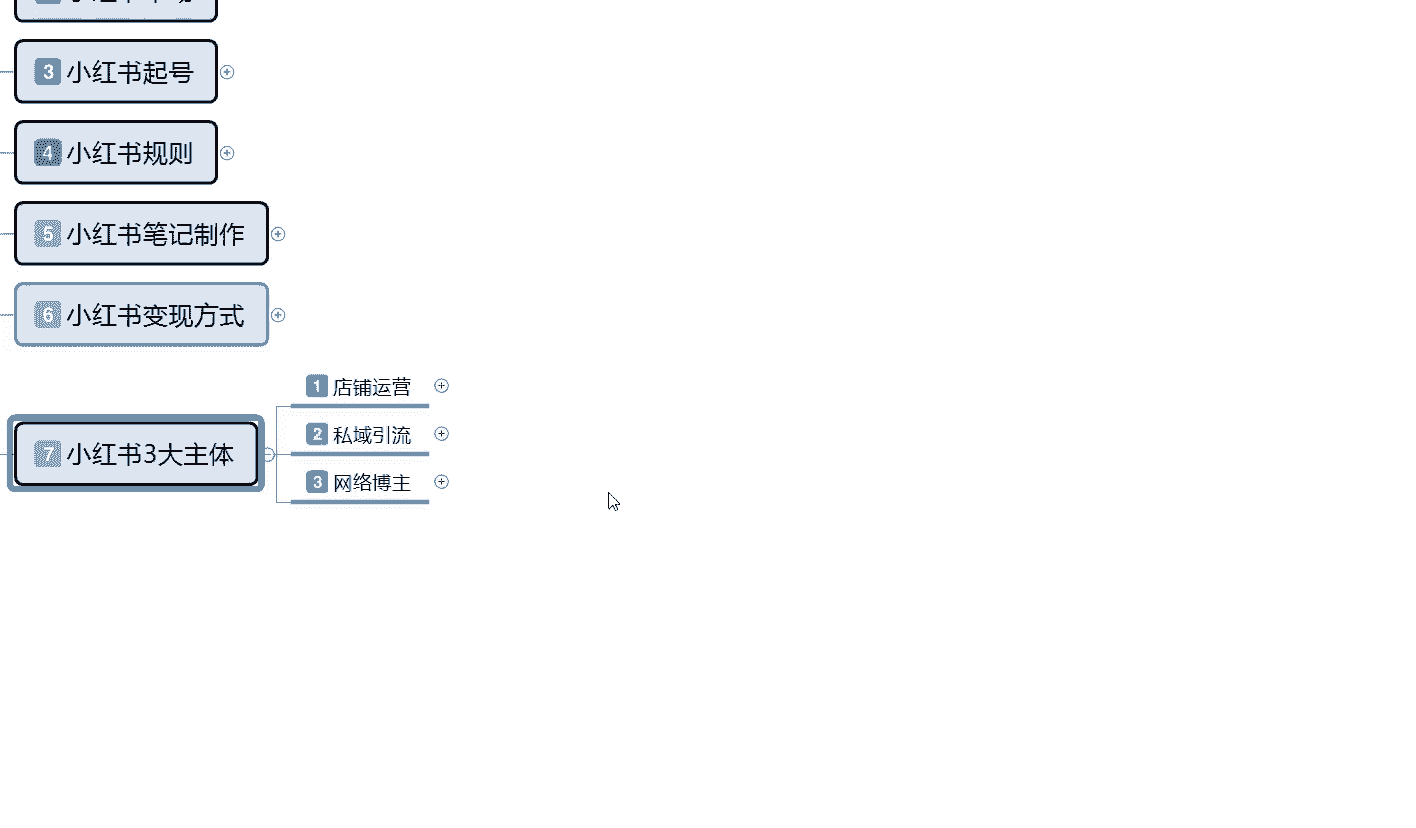 3 小红书起号
4 小红书规则
5 小红书笔记制作
6 小红书变现方式
7 小红书3大主体
1 店铺运营
2 私域引流
3 网络博主